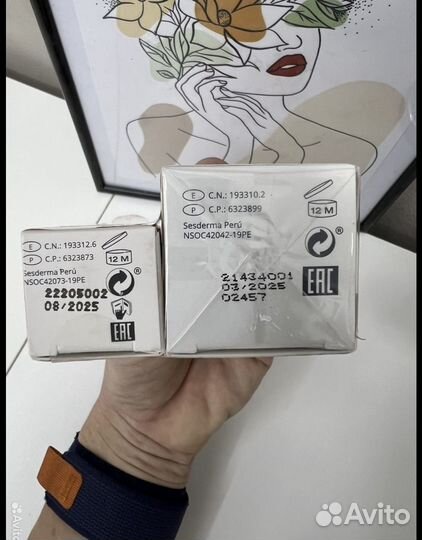 E C.N.: 193312.6
P C.P.: 6323873
12 M
Sesderma Perú
NSOC42073-19PE
22205002
08/2025
EAC
E C.N.: 193310.2
P C.P.: 6323899
12 M
Sesderma Perú
NSOC42042-19PE
21434001
03/2025
02457
EAC
Avito
Avito